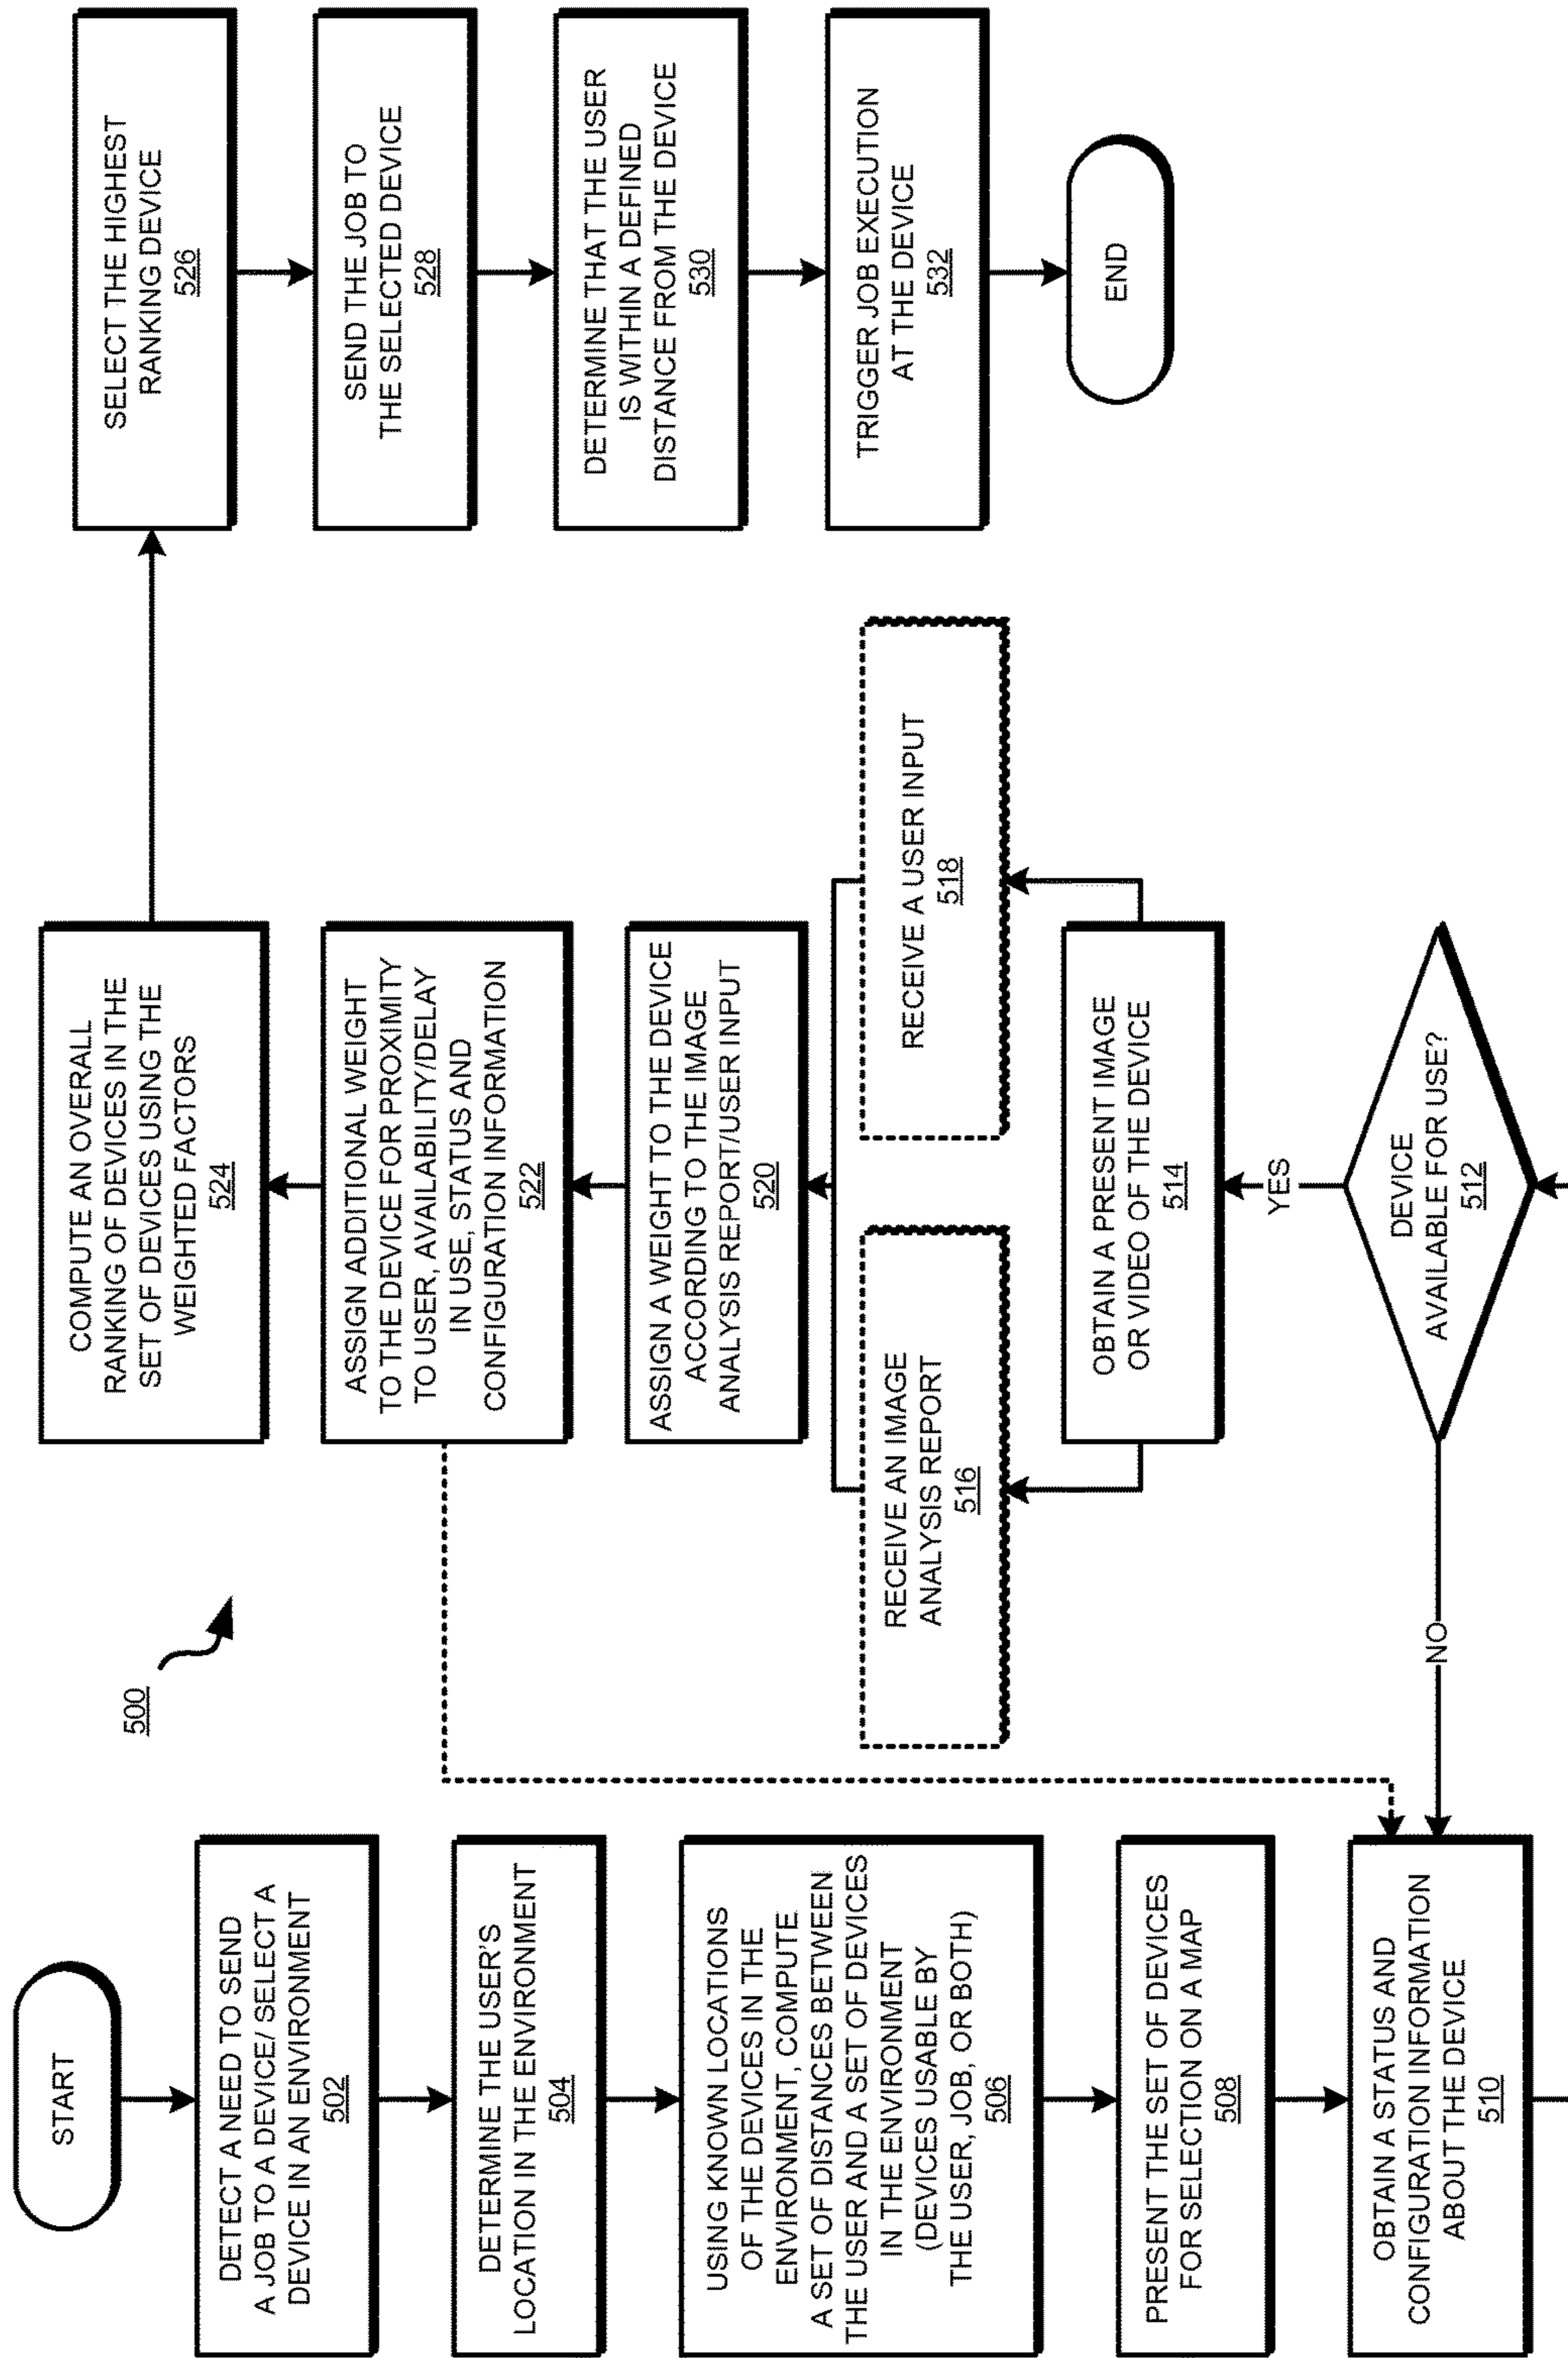 500
START
DETECT A NEED TO SEND
A JOB TO A DEVICE/ SELECT A
DEVICE IN AN ENVIRONMENT
502
DETERMINE THE USER'S
LOCATION IN THE ENVIRONMENT
504
USING KNOWN LOCATIONS
OF THE DEVICES IN THE
ENVIRONMENT, COMPUTE
A SET OF DISTANCES BETWEEN
THE USER AND A SET OF DEVICES
IN THE ENVIRONMENT
(DEVICES USABLE BY
THE USER, JOB, OR BOTH)
506
PRESENT THE SET OF DEVICES
FOR SELECTION ON A MAP
508
OBTAIN A STATUS AND
CONFIGURATION INFORMATION
ABOUT THE DEVICE
510
DEVICE
AVAILABLE FOR USE?
512
NO
YES
OBTAIN A PRESENT IMAGE
OR VIDEO OF THE DEVICE
514
RECEIVE AN IMAGE
ANALYSIS REPORT
516
RECEIVE A USER INPUT
518
ASSIGN A WEIGHT TO THE DEVICE
ACCORDING TO THE IMAGE
ANALYSIS REPORT/USER INPUT
520
ASSIGN ADDITIONAL WEIGHT
TO THE DEVICE FOR PROXIMITY
TO USER, AVAILABILITY/DELAY
IN USE, STATUS AND
CONFIGURATION INFORMATION
522
COMPUTE AN OVERALL
RANKING OF DEVICES IN THE
SET OF DEVICES USING THE
WEIGHTED FACTORS
524
SELECT THE HIGHEST
RANKING DEVICE
526
SEND THE JOB TO
THE SELECTED DEVICE
528
DETERMINE THAT THE USER
IS WITHIN A DEFINED
DISTANCE FROM THE DEVICE
530
TRIGGER JOB EXECUTION
AT THE DEVICE
532
END